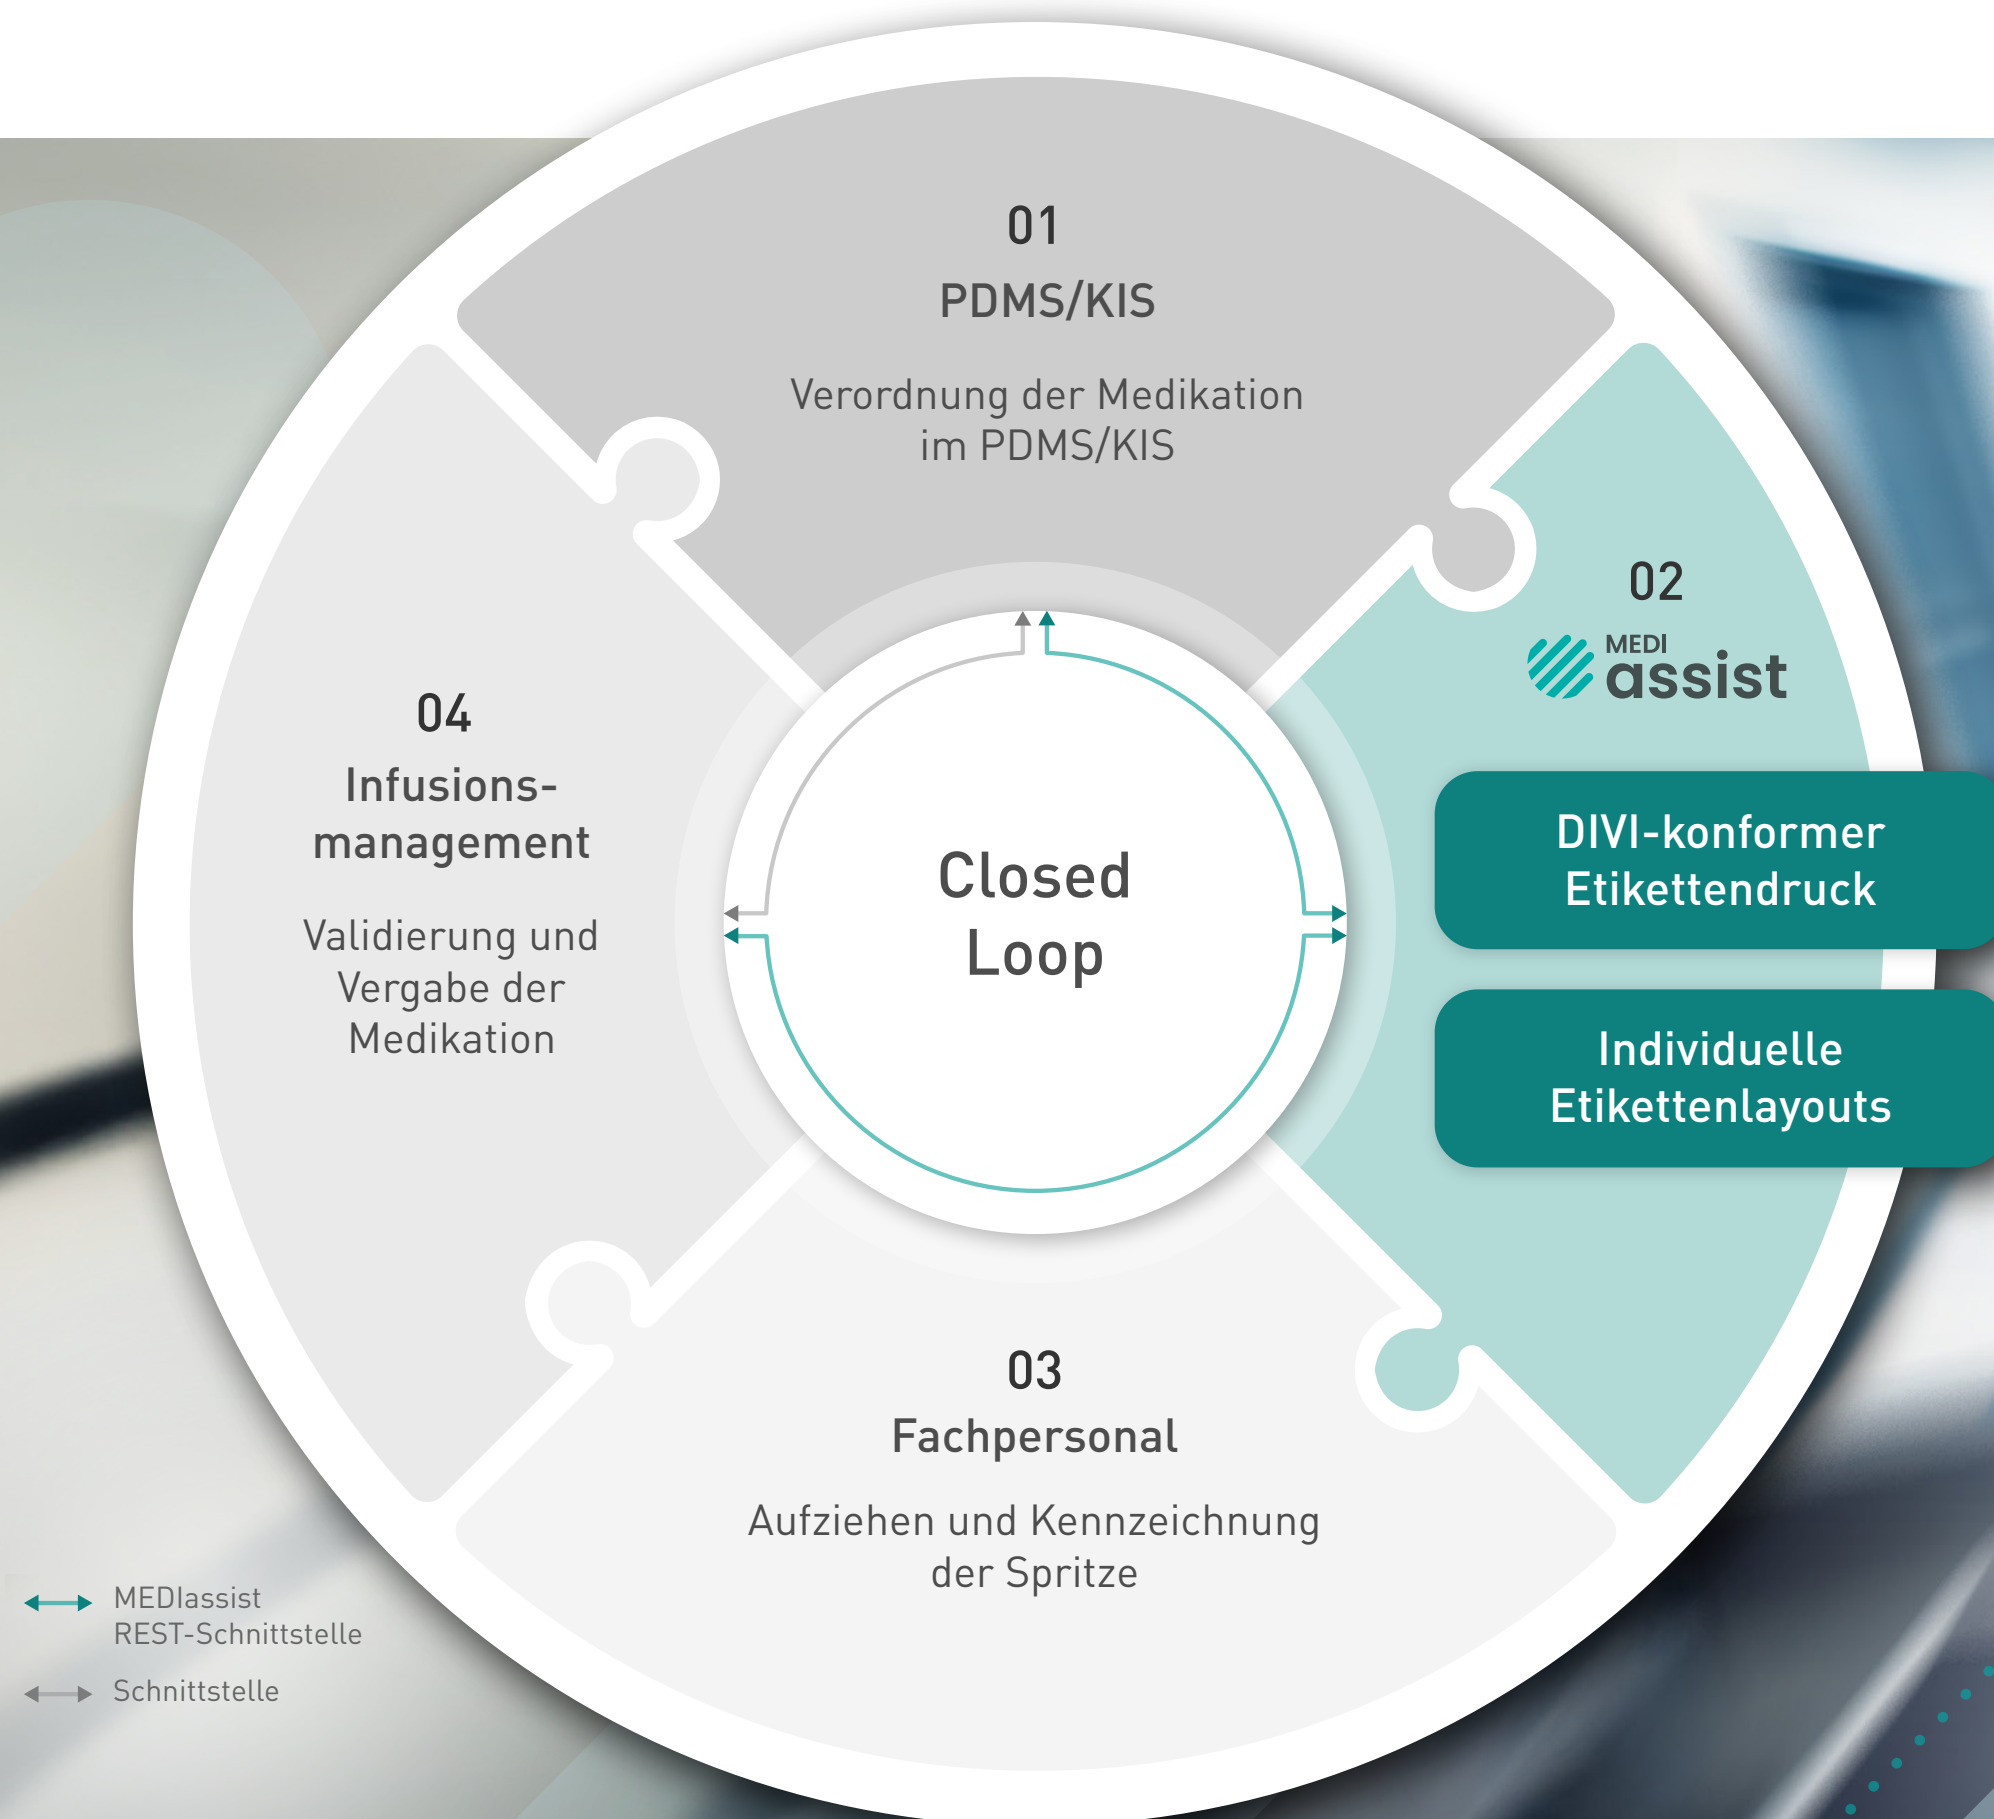 01
PDMS/KIS
Verordnung der Medikation
im PDMS/KIS
02
MEDI
assist
DIVI-konformer
Etikettendruck
Individuelle
Etikettenlayouts
04
Infusions-
management
Validierung und
Vergabe der
Medikation
Closed
Loop
03
Fachpersonal
Aufziehen und Kennzeichnung
der Spritze
MEDIassist
REST-Schnittstelle
Schnittstelle